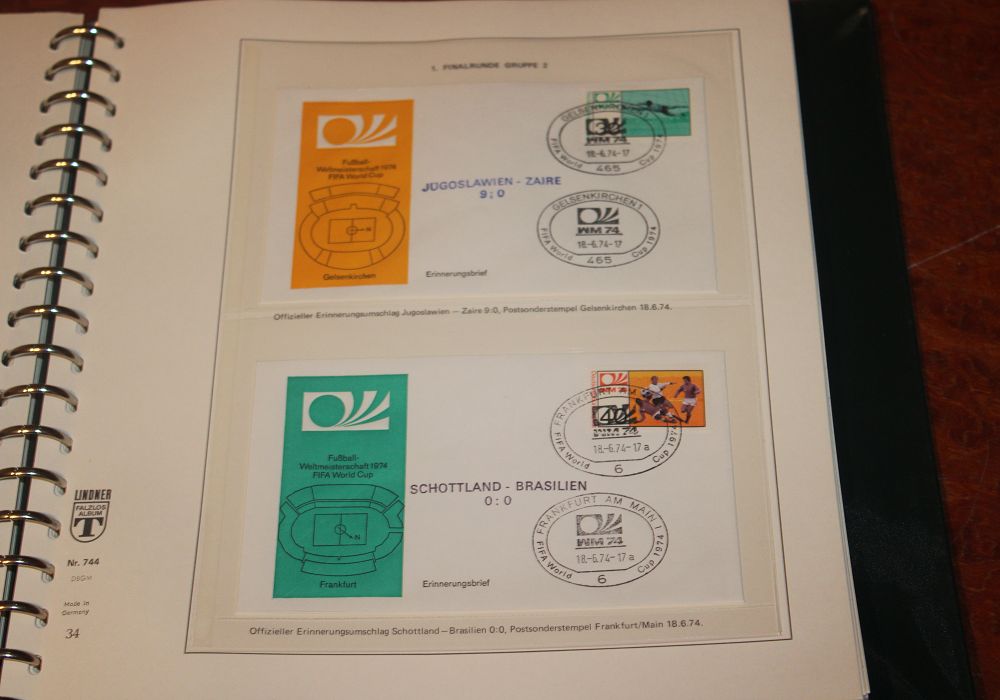 1. FINALRUNDE GRUPPE 2
Fußball-
Weltmeisterschaft 1974
FIFA World Cup
Gelsenkirchen
JUGOSLAWIEN - ZAIRE
9:0
Erinnerungsbrief
30
GELSENKIRCHEN 1
WM 74
18.-6.74-17
FIFA World Cup 1974
465
GELSENKIRCHEN 1
WM 74
18.-6.74-17
FIFA World Cup 1974
465
Offizieller Erinnerungsumschlag Jugoslawien — Zaire 9:0, Postsonderstempel Gelsenkirchen 18.6.74.
Fußball-
Weltmeisterschaft 1974
FIFA World Cup
Frankfurt
SCHOTTLAND - BRASILIEN
0:0
Erinnerungsbrief
40
WM 74
18.-6.74-17 a
FIFA World Cup 1974
6
FRANKFURT AM MAIN 1
WM 74
18.-6.74-17 a
FIFA World Cup 1974
6
Offizieller Erinnerungsumschlag Schottland — Brasilien 0:0, Postsonderstempel Frankfurt/Main 18.6.74.
LINDNER
FALZLOS
ALBUM
T
Nr. 744
DBGM
Made in
Germany
34